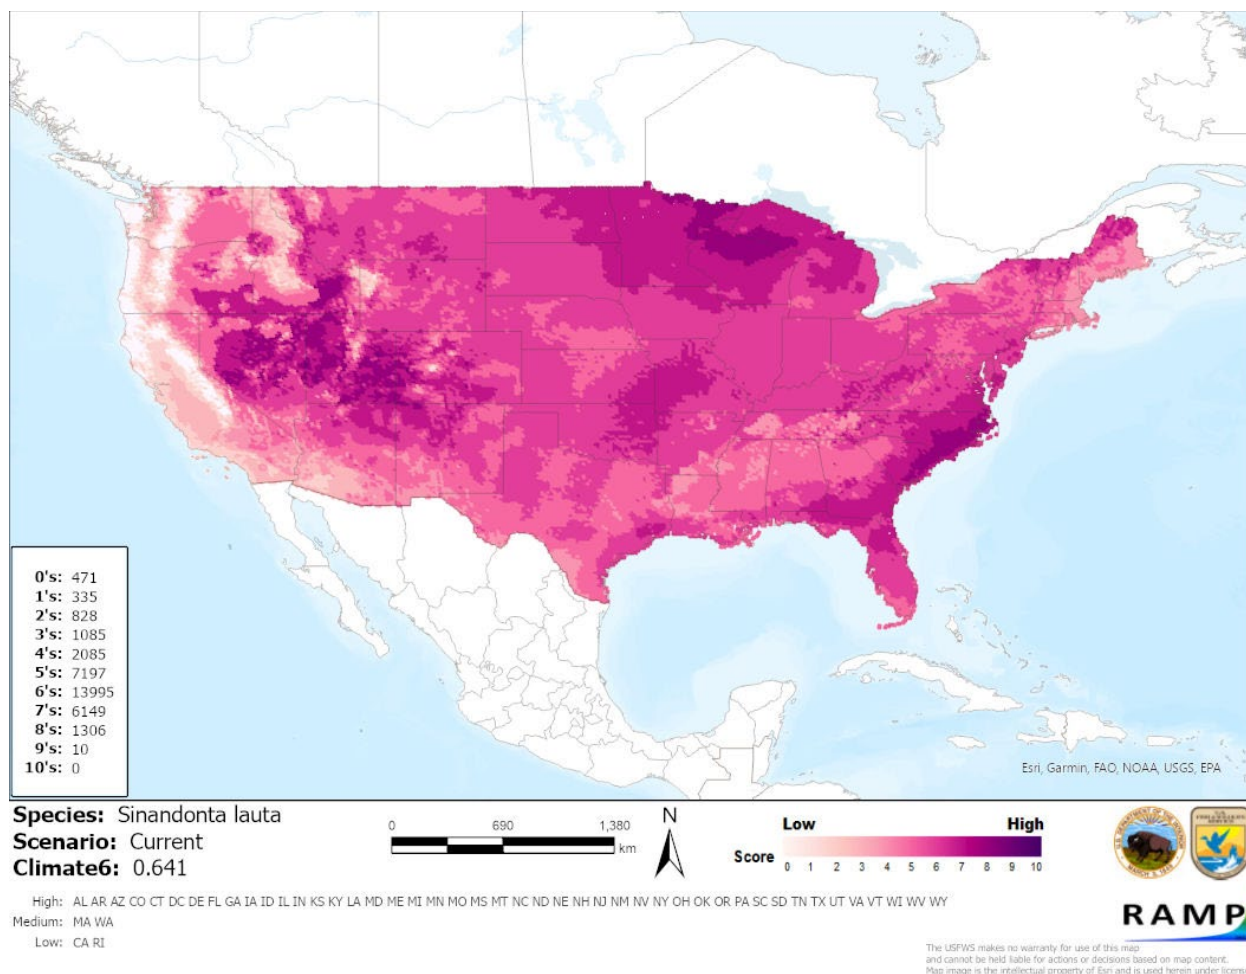 0's: 471
1's: 335
2's: 828
3's: 1085
4's: 2085
5's: 7197
6's: 13995
7's: 6149
8's: 1306
9's: 10
10's: 0
Esri, Garmin, FAO, NOAA, USGS, EPA
Species: Sinandonta lauta
Scenario: Current
Climate6: 0.641
0 690 1,380
km
N
Low High
Score 0 1 2 3 4 5 6 7 8 9 10
High: AL AR AZ CO CT DC DE FL GA IA ID IL IN KS KY LA MD ME MI MN MO MS MT NC ND NE NH NJ NM NV NY OH OK OR PA SC SD TN TX UT VA VT WI WV WY
Medium: MA WA
Low: CA RI
RAMP
The USFWS makes no warranty for use of this map
and cannot be held liable for actions or decisions based on map content.
Map image is the intellectual property of Esri and is used herein under license